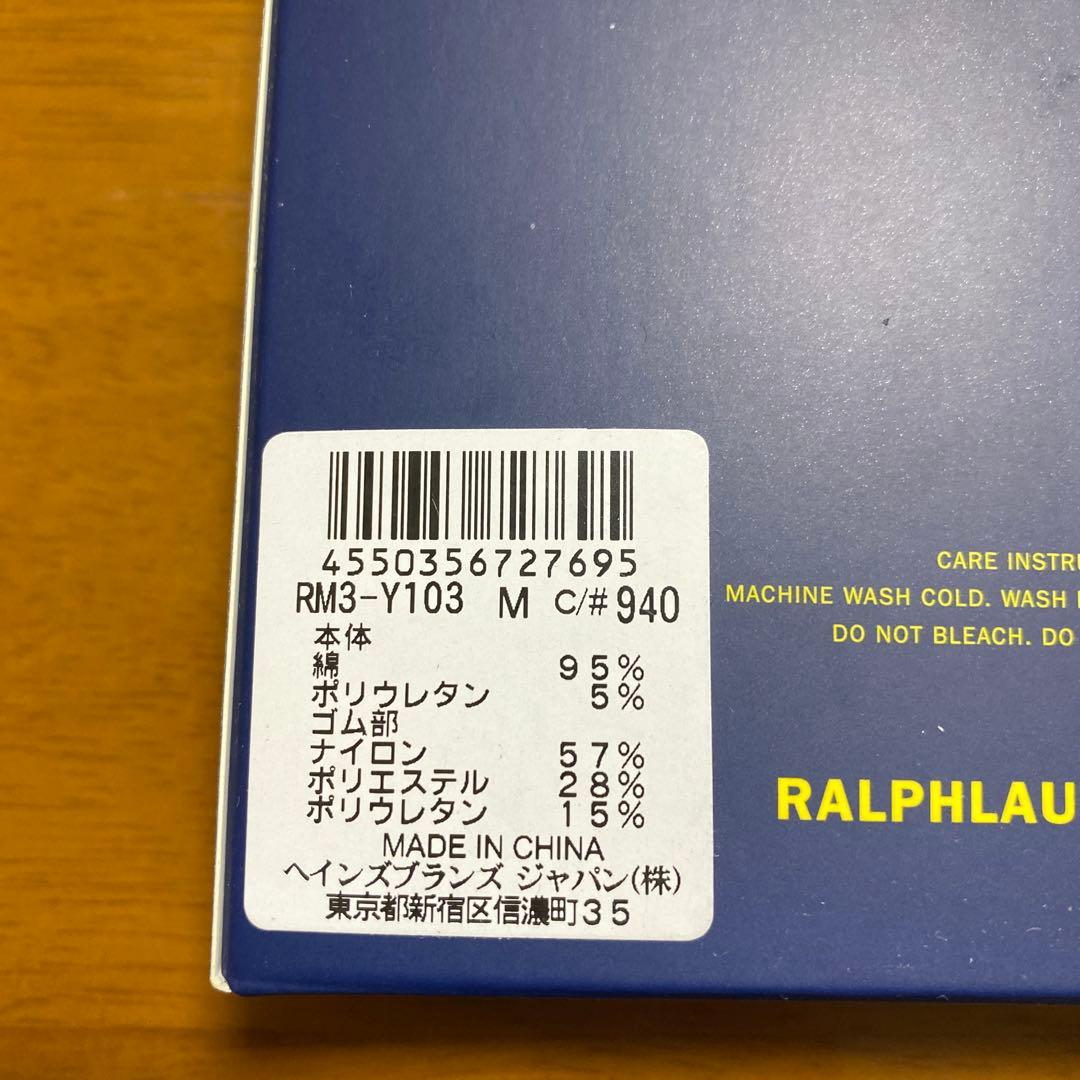 4550356727695
RM3-Y103 M C/# 940
本体
綿 95%
ポリウレタン 5%
ゴム部
ナイロン 57%
ポリエステル 28%
ポリウレタン 15%
MADE IN CHINA
ヘインズブランズ ジャパン(株)
東京都新宿区信濃町35
CARE INSTRU
MACHINE WASH COLD. WASH
DO NOT BLEACH. DO
RALPHLAU